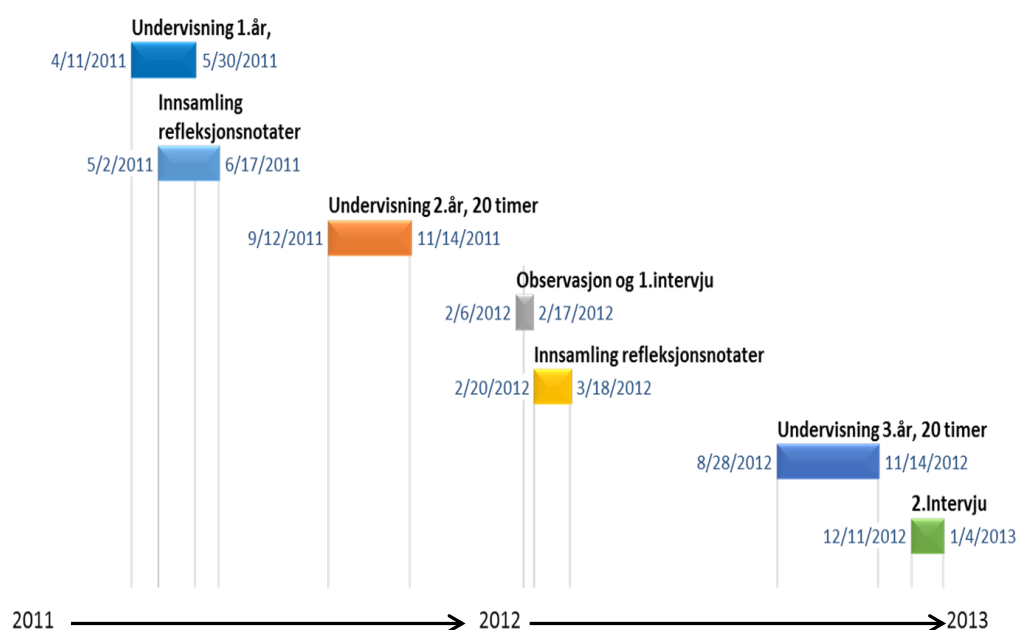 Undervisning 1.år,
4/11/2011 5/30/2011
Innsamling
refleksjonsnotater
5/2/2011 6/17/2011
Undervisning 2.år, 20 timer
9/12/2011 11/14/2011
Observasjon og 1.intervju
2/6/2012 2/17/2012
Innsamling refleksjonsnotater
2/20/2012 3/18/2012
Undervisning 3.år, 20 timer
8/28/2012 11/14/2012
2.Intervju
12/11/2012 1/4/2013
2011 2012 2013